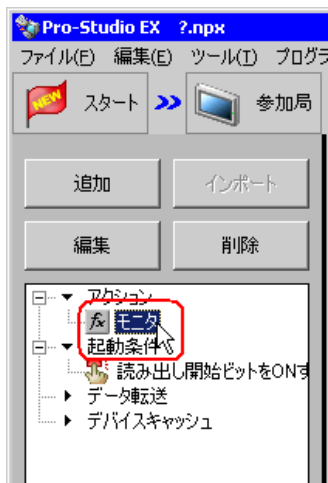 Pro-Studio EX ?.npx
ファイル(F) 編集(E) ツール(T) プログラ
NEW スタート 参加局
追加 インポート
編集 削除
アクション
fx モニタ
起動条件
読み出し開始ビットをONす
データ転送
デバイスキャッシュ